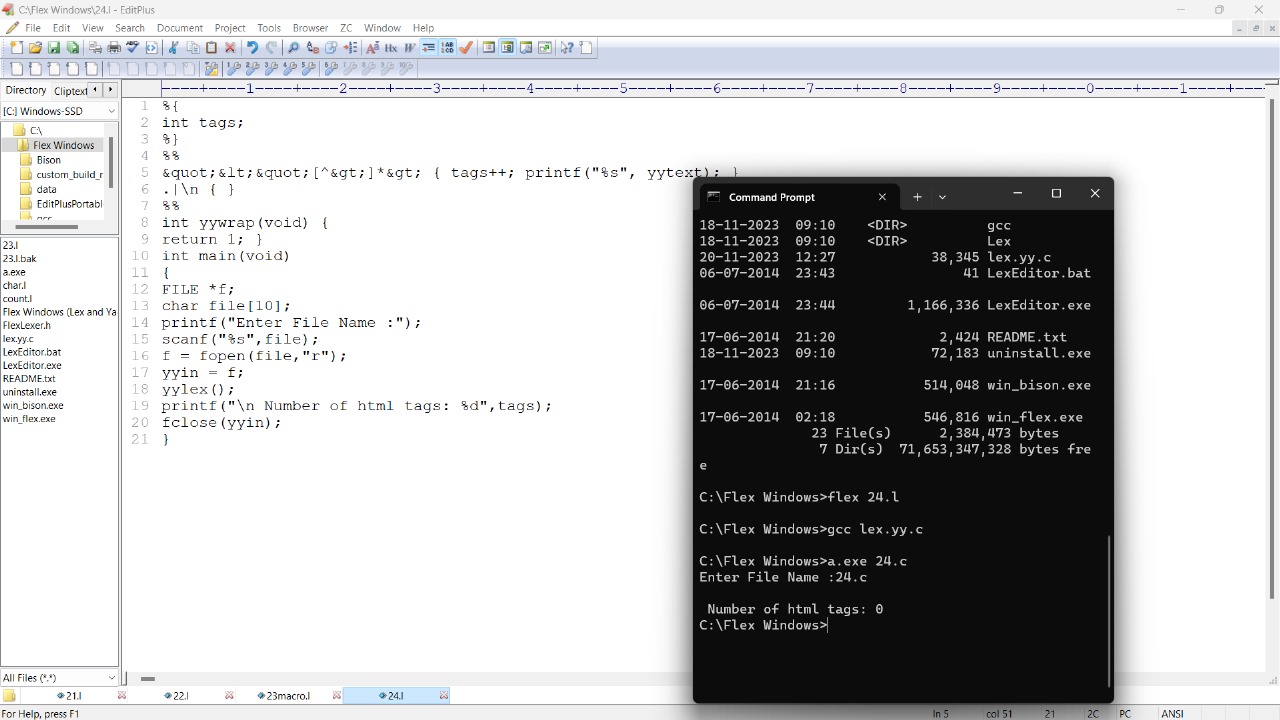 C:\Flex Windows\24.l - EditPlus
File Edit View Search Document Project Tools Browser ZC Window Help
Directory Cliptext
[C:] Windows-SSD
C:\
Flex Windows
Bison
custom_build_r
data
EditPlusPortabl
gcc
23.l
23.l.bak
a.exe
char.l
count.l
Flex Windows (Lex and Ya
FlexLexer.h
lex.yy.c
LexEditor.bat
LexEditor.exe
README.txt
uninstall.exe
win_bison.exe
win_flex.exe
All Files (*.*)
----+----1----+----2----+----3----+----4----+----5----+----6----+----7----+----8----+----9----+----0----+----1----+--
1 %{
2 int tags;
3 %}
4 %%
5 &quot;&lt;&quot;[^&gt;]*&gt; { tags++; printf("%s", yytext); }
6 .|\n { }
7 %%
8 int yywrap(void) {
9 return 1; }
10 int main(void)
11 {
12 FILE *f;
13 char file[10];
14 printf("Enter File Name :");
15 scanf("%s",file);
16 f = fopen(file,"r");
17 yyin = f;
18 yylex();
19 printf("\n Number of html tags: %d",tags);
20 fclose(yyin);
21 }
Command Prompt
18-11-2023 09:10 <DIR> gcc
18-11-2023 09:10 <DIR> Lex
20-11-2023 12:27 38,345 lex.yy.c
06-07-2014 23:43 41 LexEditor.bat
06-07-2014 23:44 1,166,336 LexEditor.exe
17-06-2014 21:20 2,424 README.txt
18-11-2023 09:10 72,183 uninstall.exe
17-06-2014 21:16 514,048 win_bison.exe
17-06-2014 02:18 546,816 win_flex.exe
23 File(s) 2,384,473 bytes
7 Dir(s) 71,653,347,328 bytes fre
e
C:\Flex Windows>flex 24.l
C:\Flex Windows>gcc lex.yy.c
C:\Flex Windows>a.exe 24.c
Enter File Name :24.c
Number of html tags: 0
C:\Flex Windows>
21.l 22.l 23macro.l 24.l
For Help, press F1 ln 5 col 51 21 2C PC ANSI